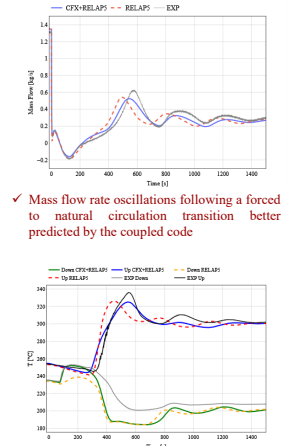 CFX+RELAP5 RELAP5 EXP
1.4
1.2
1
0.8
0.6
0.4
0.2
0
-0.2
Mass Flow [kg/s]
0 200 400 600 800 1000 1200 1400
Time [s]
✓ Mass flow rate oscillations following a forced
to natural circulation transition better
predicted by the coupled code
Down CFX+RELAP5 Up CFX+RELAP5 Down RELAP5
Up RELAP5 EXP Down EXP Up
340
320
300
280
260
240
220
200
180
T [°C]
0 200 400 600 800 1000 1200 1400